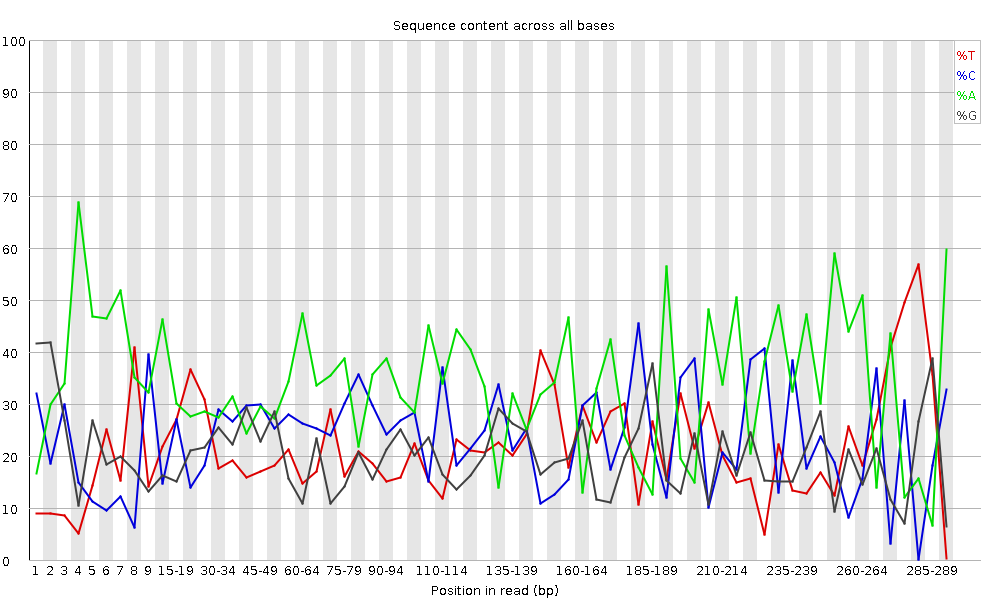 Sequence content across all bases
100
90
80
70
60
50
40
30
20
10
0
%T
%C
%A
%G
1 2 3 4 5 6 7 8 9 15-19 30-34 45-49 60-64 75-79 90-94 110-114 135-139 160-164 185-189 210-214 235-239 260-264 285-289
Position in read (bp)